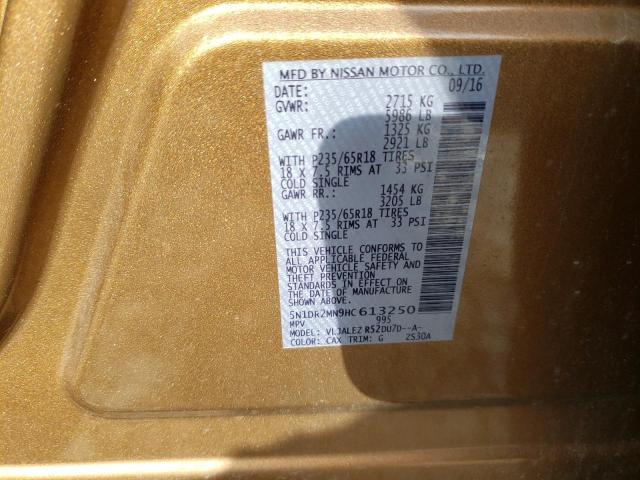 MFD BY NISSAN MOTOR CO., LTD.
DATE: 09/16
GVWR: 2715 KG
5986 LB
GAWR FR.: 1325 KG
2921 LB
WITH P235/65R18 TIRES
18 X 7.5 RIMS AT 33 PSI
COLD SINGLE
GAWR RR.: 1454 KG
3205 LB
WITH P235/65R18 TIRES
18 X 7.5 RIMS AT 33 PSI
COLD SINGLE
THIS VEHICLE CONFORMS TO
ALL APPLICABLE FEDERAL
MOTOR VEHICLE SAFETY AND
THEFT PREVENTION
STANDARDS IN EFFECT ON
THE DATE OF MANUFACTURE
SHOWN ABOVE
5N1DR2MN9HC613250
MPV 995
MODEL: VLJALEZ R52DU7D--A-
COLOR: CAX TRIM: G 2S30A